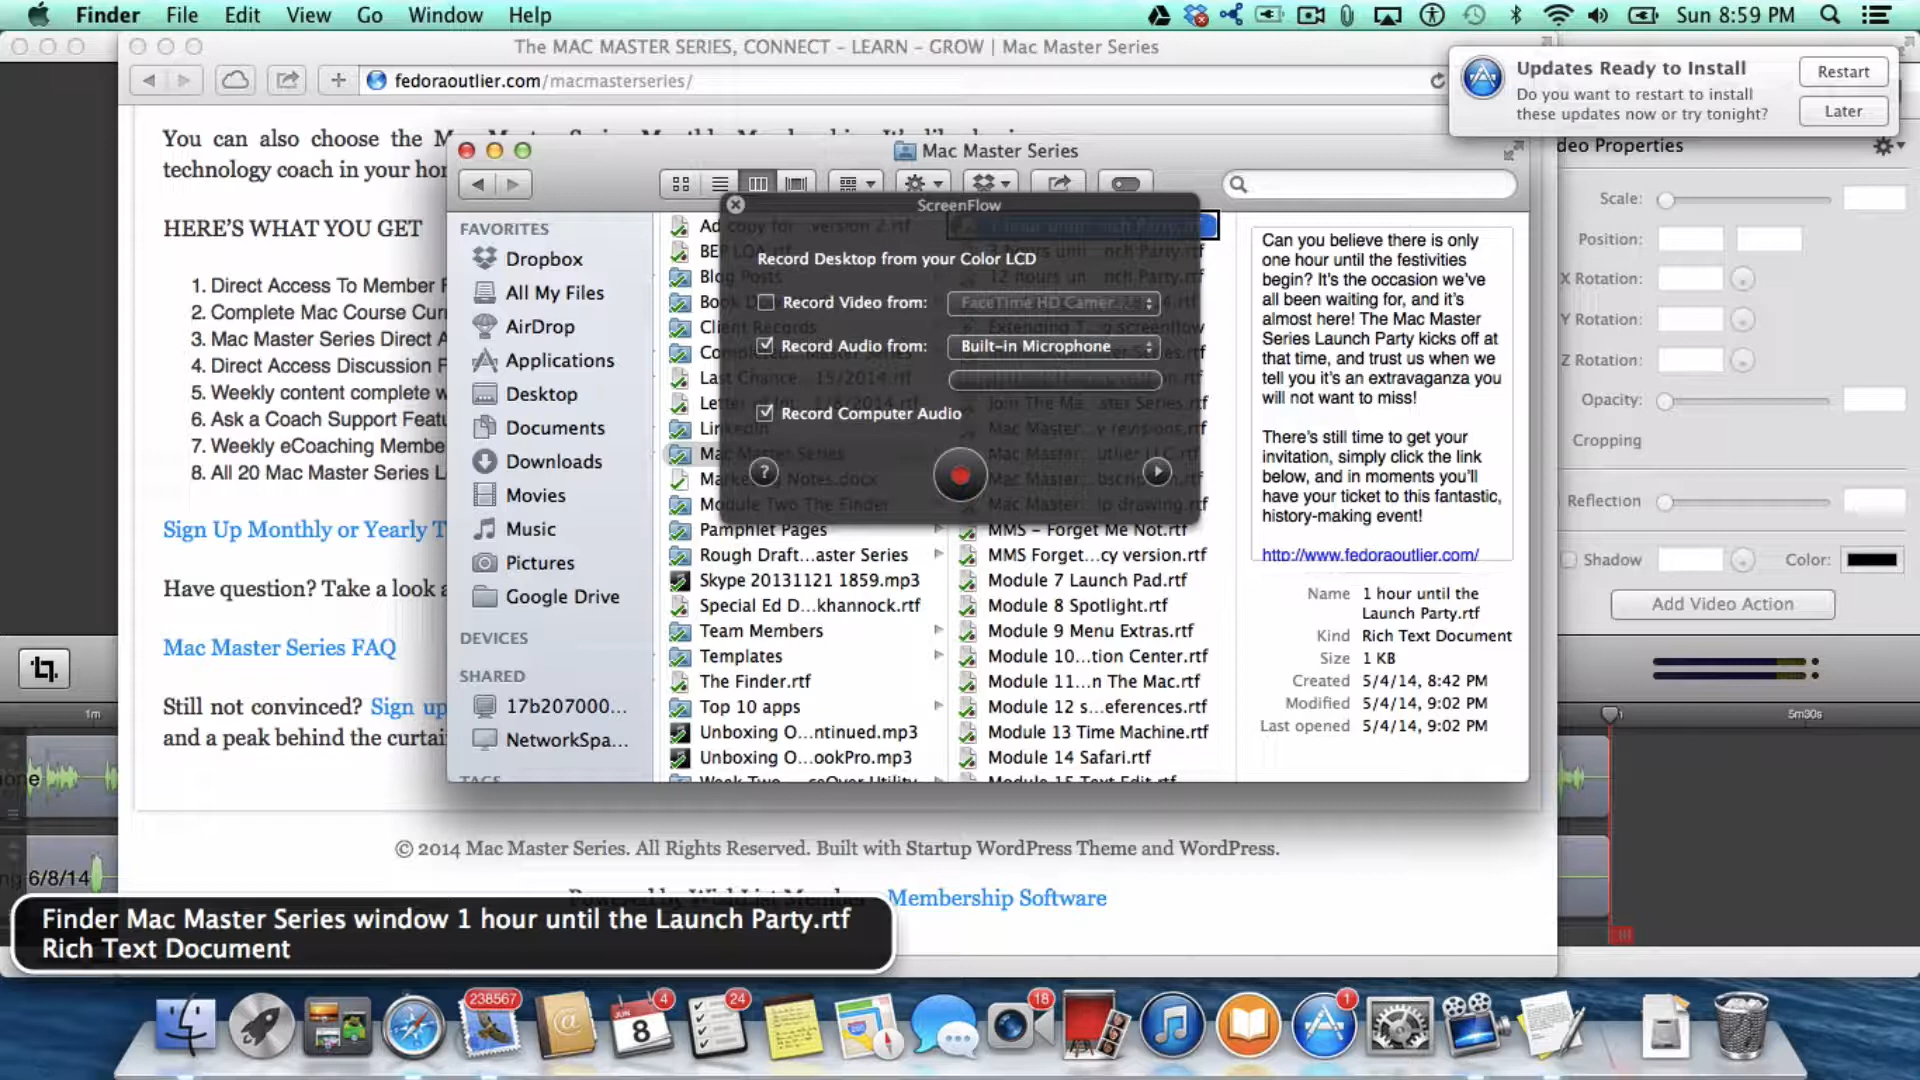 Finder File Edit View Go Window Help
Sun 8:59 PM
The MAC MASTER SERIES, CONNECT – LEARN – GROW | Mac Master Series
fedoraoutlier.com/macmasterseries/
Updates Ready to Install
Do you want to restart to install
these updates now or try tonight?
Restart
Later
You can also choose the
technology coach in your
HERE'S WHAT YOU GET
1. Direct Access To Member
2. Complete Mac Course
3. Mac Master Series Direct
4. Direct Access Discussion
5. Weekly content complete
6. Ask a Coach Support
7. Weekly eCoaching
8. All 20 Mac Master Series
Sign Up Monthly or Yearly
Have question? Take a look
Mac Master Series FAQ
Still not convinced? Sign up
and a peak behind the
© 2014 Mac Master Series. All Rights Reserved. Built with Startup WordPress Theme and WordPress.
Membership Software
Mac Master Series
FAVORITES
Dropbox
All My Files
AirDrop
Applications
Desktop
Documents
Downloads
Movies
Music
Pictures
Google Drive
DEVICES
SHARED
17b207000...
NetworkSpa...
Pamphlet Pages
Rough Draft...aster Series
Skype 20131121 1859.mp3
Special Ed D...khannock.rtf
Team Members
Templates
The Finder.rtf
Top 10 apps
Unboxing O...ntinued.mp3
Unboxing O...ookPro.mp3
MMS – Forget Me Not.rtf
MMS Forget...cy version.rtf
Module 7 Launch Pad.rtf
Module 8 Spotlight.rtf
Module 9 Menu Extras.rtf
Module 10...tion Center.rtf
Module 11...n The Mac.rtf
Module 12 s...eferences.rtf
Module 13 Time Machine.rtf
Module 14 Safari.rtf
Module 15 Text Edit.rtf
ScreenFlow
Record Desktop from your Color LCD
Record Video from: FaceTime HD Camer...
Record Audio from: Built-in Microphone
Record Computer Audio
?
Can you believe there is only
one hour until the festivities
begin? It's the occasion we've
all been waiting for, and it's
almost here! The Mac Master
Series Launch Party kicks off at
that time, and trust us when we
tell you it's an extravaganza you
will not want to miss!
There's still time to get your
invitation, simply click the link
below, and in moments you'll
have your ticket to this fantastic,
history-making event!
http://www.fedoraoutlier.com/
Name 1 hour until the
Launch Party.rtf
Kind Rich Text Document
Size 1 KB
Created 5/4/14, 8:42 PM
Modified 5/4/14, 9:02 PM
Last opened 5/4/14, 9:02 PM
deo Properties
Scale:
Position:
X Rotation:
Y Rotation:
Z Rotation:
Opacity:
Cropping
Reflection
Shadow
Color:
Add Video Action
1m
5m30s
one
ng 6/8/14
Finder Mac Master Series window 1 hour until the Launch Party.rtf
Rich Text Document
238567
JUN
8
4
24
18
1